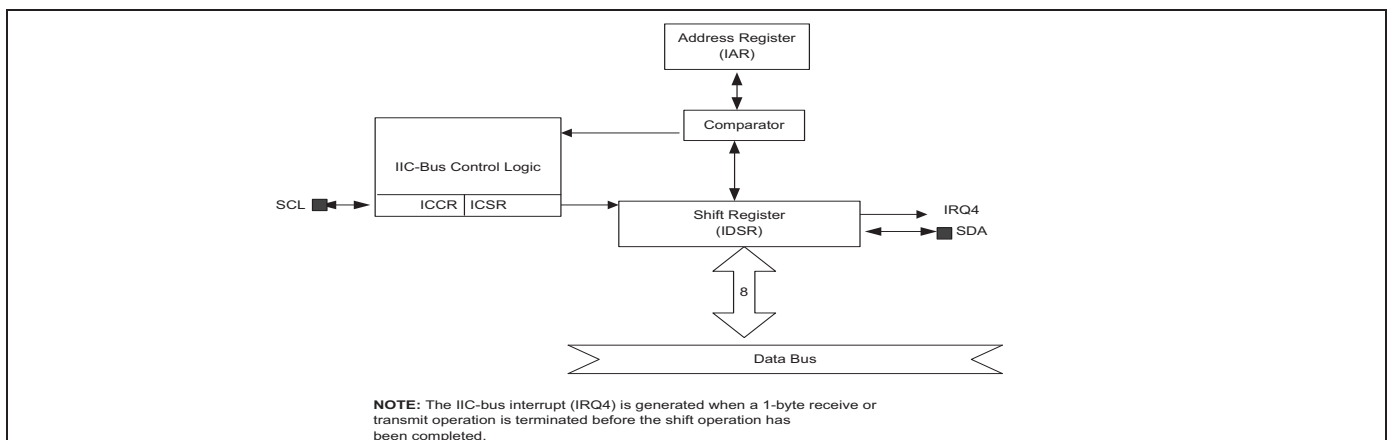 Address Register
(IAR)
Comparator
IIC-Bus Control Logic
SCL
ICCR
ICSR
Shift Register
(IDSR)
IRQ4
SDA
8
Data Bus
NOTE: The IIC-bus interrupt (IRQ4) is generated when a 1-byte receive or
transmit operation is terminated before the shift operation has
been completed.